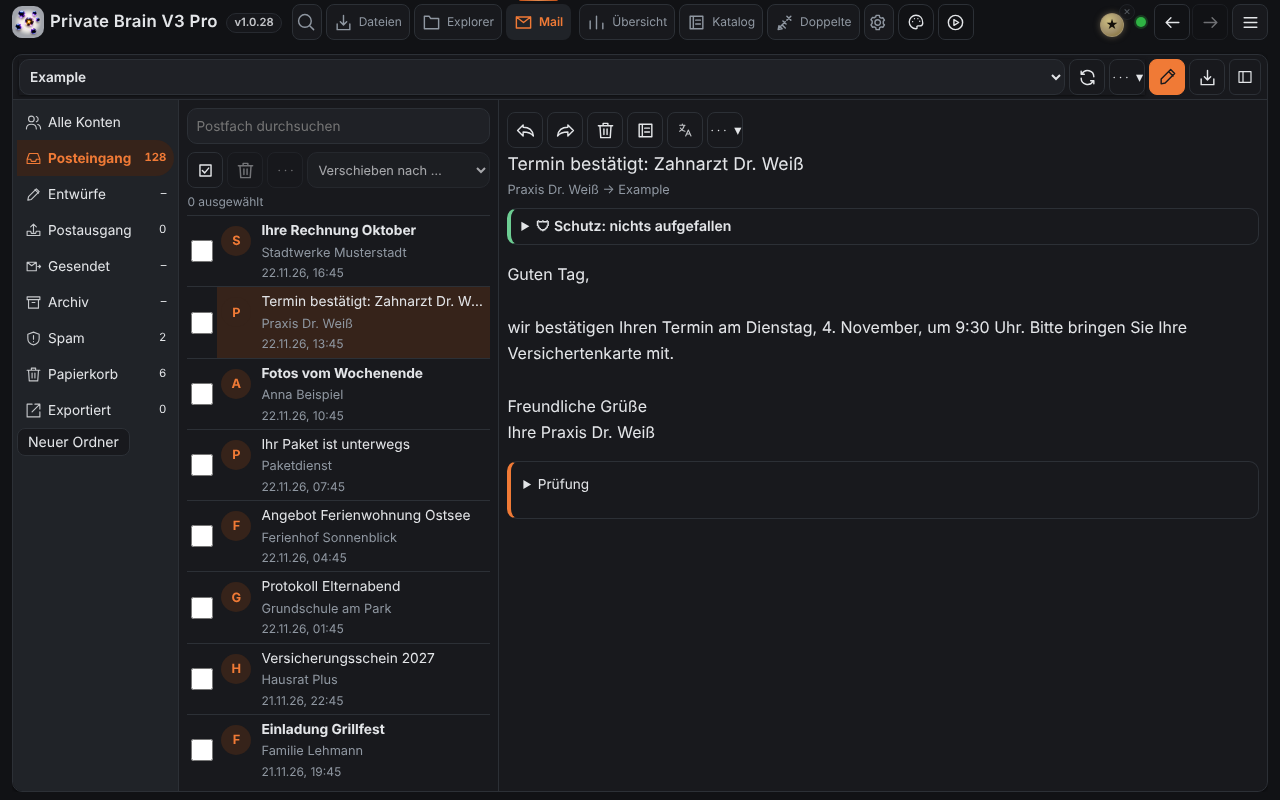 Private Brain V3 Pro
v1.0.28
Dateien
Explorer
Mail
Übersicht
Katalog
Doppelte
Example
Alle Konten
Posteingang 128
Entwürfe –
Postausgang 0
Gesendet –
Archiv –
Spam 2
Papierkorb 6
Exportiert 0
Neuer Ordner
Postfach durchsuchen
Verschieben nach ...
0 ausgewählt
S
Ihre Rechnung Oktober
Stadtwerke Musterstadt
22.11.26, 16:45
P
Termin bestätigt: Zahnarzt Dr. W...
Praxis Dr. Weiß
22.11.26, 13:45
A
Fotos vom Wochenende
Anna Beispiel
22.11.26, 10:45
P
Ihr Paket ist unterwegs
Paketdienst
22.11.26, 07:45
F
Angebot Ferienwohnung Ostsee
Ferienhof Sonnenblick
22.11.26, 04:45
G
Protokoll Elternabend
Grundschule am Park
22.11.26, 01:45
H
Versicherungsschein 2027
Hausrat Plus
21.11.26, 22:45
F
Einladung Grillfest
Familie Lehmann
21.11.26, 19:45
Termin bestätigt: Zahnarzt Dr. Weiß
Praxis Dr. Weiß → Example
Schutz: nichts aufgefallen
Guten Tag,
wir bestätigen Ihren Termin am Dienstag, 4. November, um 9:30 Uhr. Bitte bringen Sie Ihre
Versichertenkarte mit.
Freundliche Grüße
Ihre Praxis Dr. Weiß
Prüfung